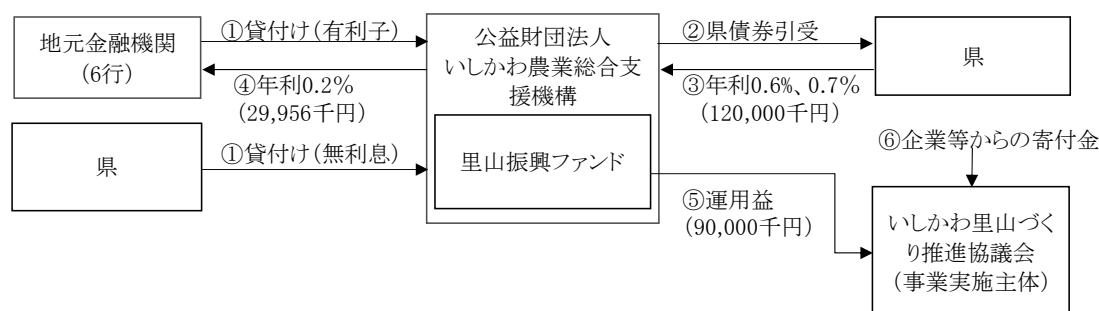 地元金融機関
(6行)
①貸付け(有利子)
④年利0.2%
(29,956千円)
公益財団法人
いしかわ農業総合支
援機構
②県債券引受
③年利0.6%、0.7%
(120,000千円)
県
県
①貸付け(無利息)
里山振興ファンド
⑤運用益
(90,000千円)
⑥企業等からの寄付金
いしかわ里山づく
り推進協議会
(事業実施主体)